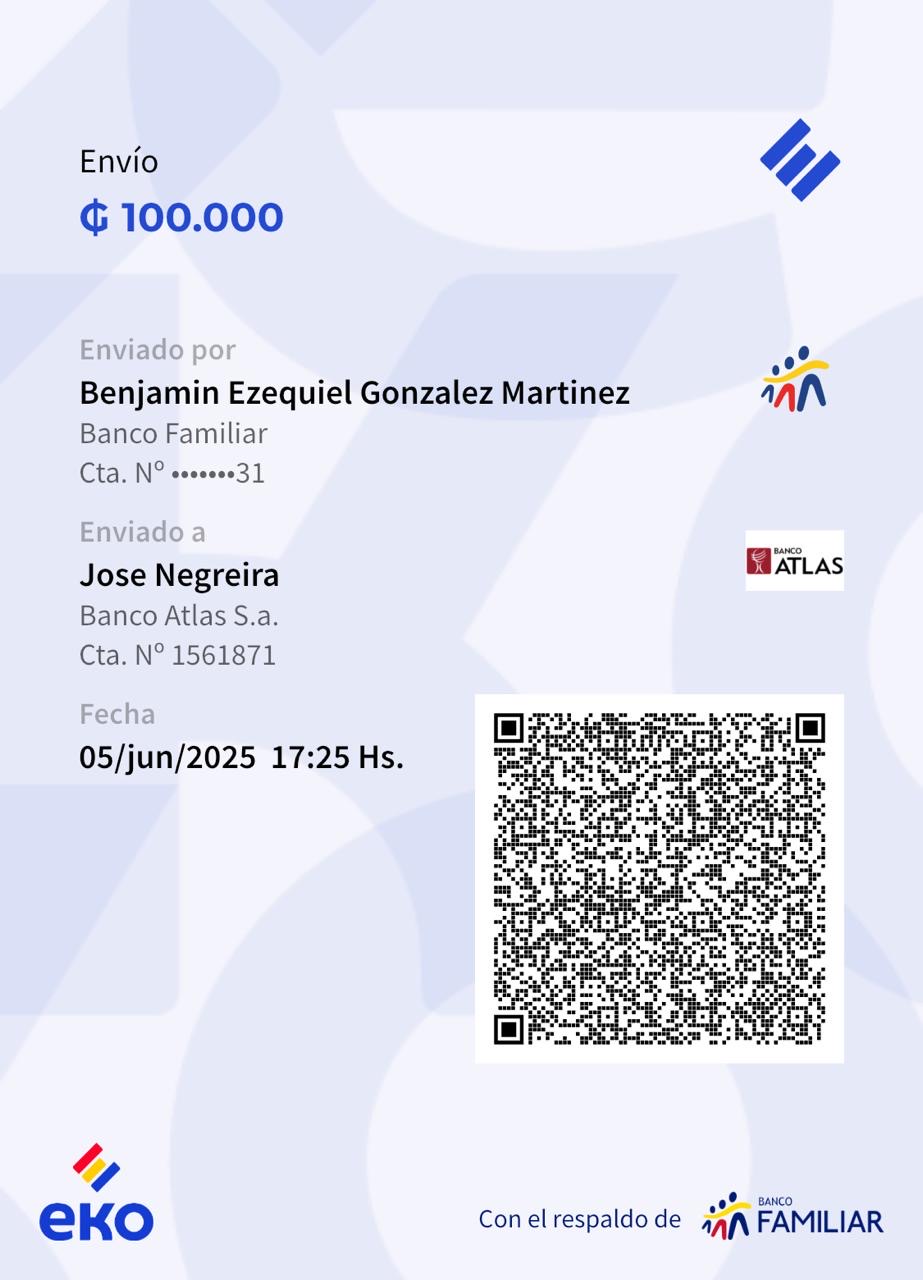 Envío
₲ 100.000
Enviado por
Benjamin Ezequiel Gonzalez Martinez
Banco Familiar
Cta. Nº •••••••31
Enviado a
BANCO
ATLAS
Jose Negreira
Banco Atlas S.a.
Cta. Nº 1561871
Fecha
05/jun/2025 17:25 Hs.
eko
Con el respaldo de
BANCO
FAMILIAR